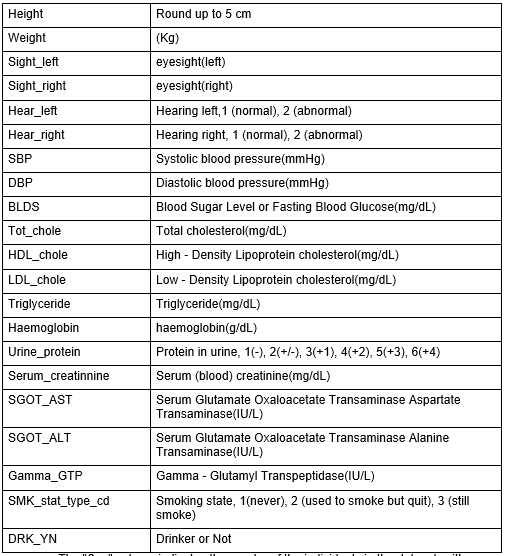 Height Round up to 5 cm
Weight (Kg)
Sight_left eyesight(left)
Sight_right eyesight(right)
Hear_left Hearing left,1 (normal), 2 (abnormal)
Hear_right Hearing right, 1 (normal), 2 (abnormal)
SBP Systolic blood pressure(mmHg)
DBP Diastolic blood pressure(mmHg)
BLDS Blood Sugar Level or Fasting Blood Glucose(mg/dL)
Tot_chole Total cholesterol(mg/dL)
HDL_chole High - Density Lipoprotein cholesterol(mg/dL)
LDL_chole Low - Density Lipoprotein cholesterol(mg/dL)
Triglyceride Triglyceride(mg/dL)
Haemoglobin haemoglobin(g/dL)
Urine_protein Protein in urine, 1(-), 2(+/-), 3(+1), 4(+2), 5(+3), 6(+4)
Serum_creatinnine Serum (blood) creatinine(mg/dL)
SGOT_AST Serum Glutamate Oxaloacetate Transaminase Aspartate
Transaminase(IU/L)
SGOT_ALT Serum Glutamate Oxaloacetate Transaminase Alanine
Transaminase(IU/L)
Gamma_GTP Gamma - Glutamyl Transpeptidase(IU/L)
SMK_stat_type_cd Smoking state, 1(never), 2 (used to smoke but quit), 3 (still
smoke)
DRK_YN Drinker or Not